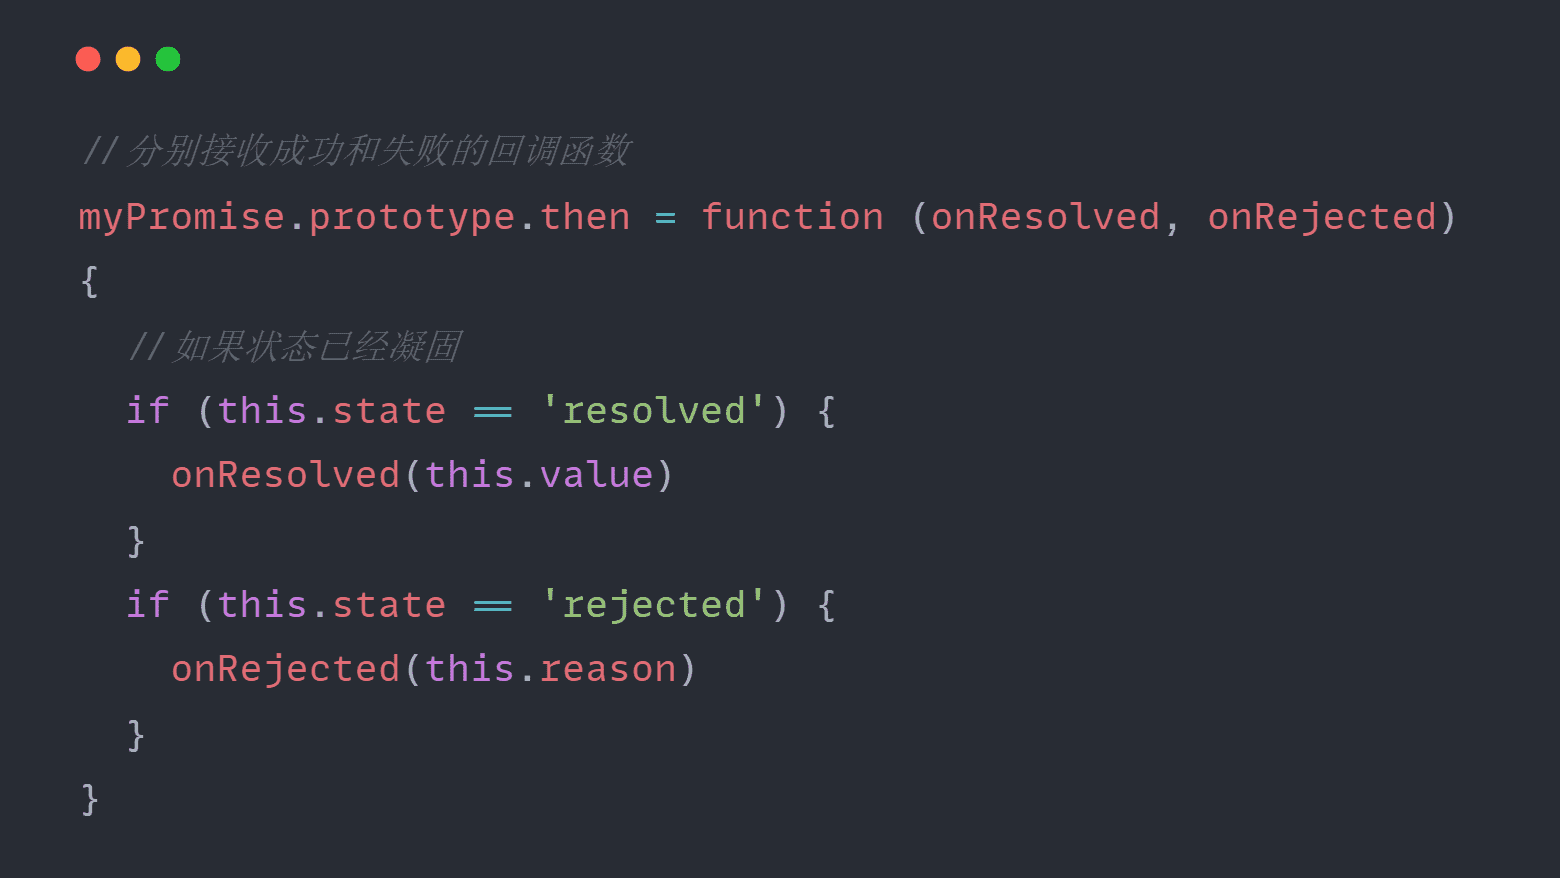 // 分别接收成功和失败的回调函数
myPromise.prototype.then = function (onResolved, onRejected)
{
  // 如果状态已经凝固
  if (this.state == 'resolved') {
    onResolved(this.value)
  }
  if (this.state == 'rejected') {
    onRejected(this.reason)
  }
}